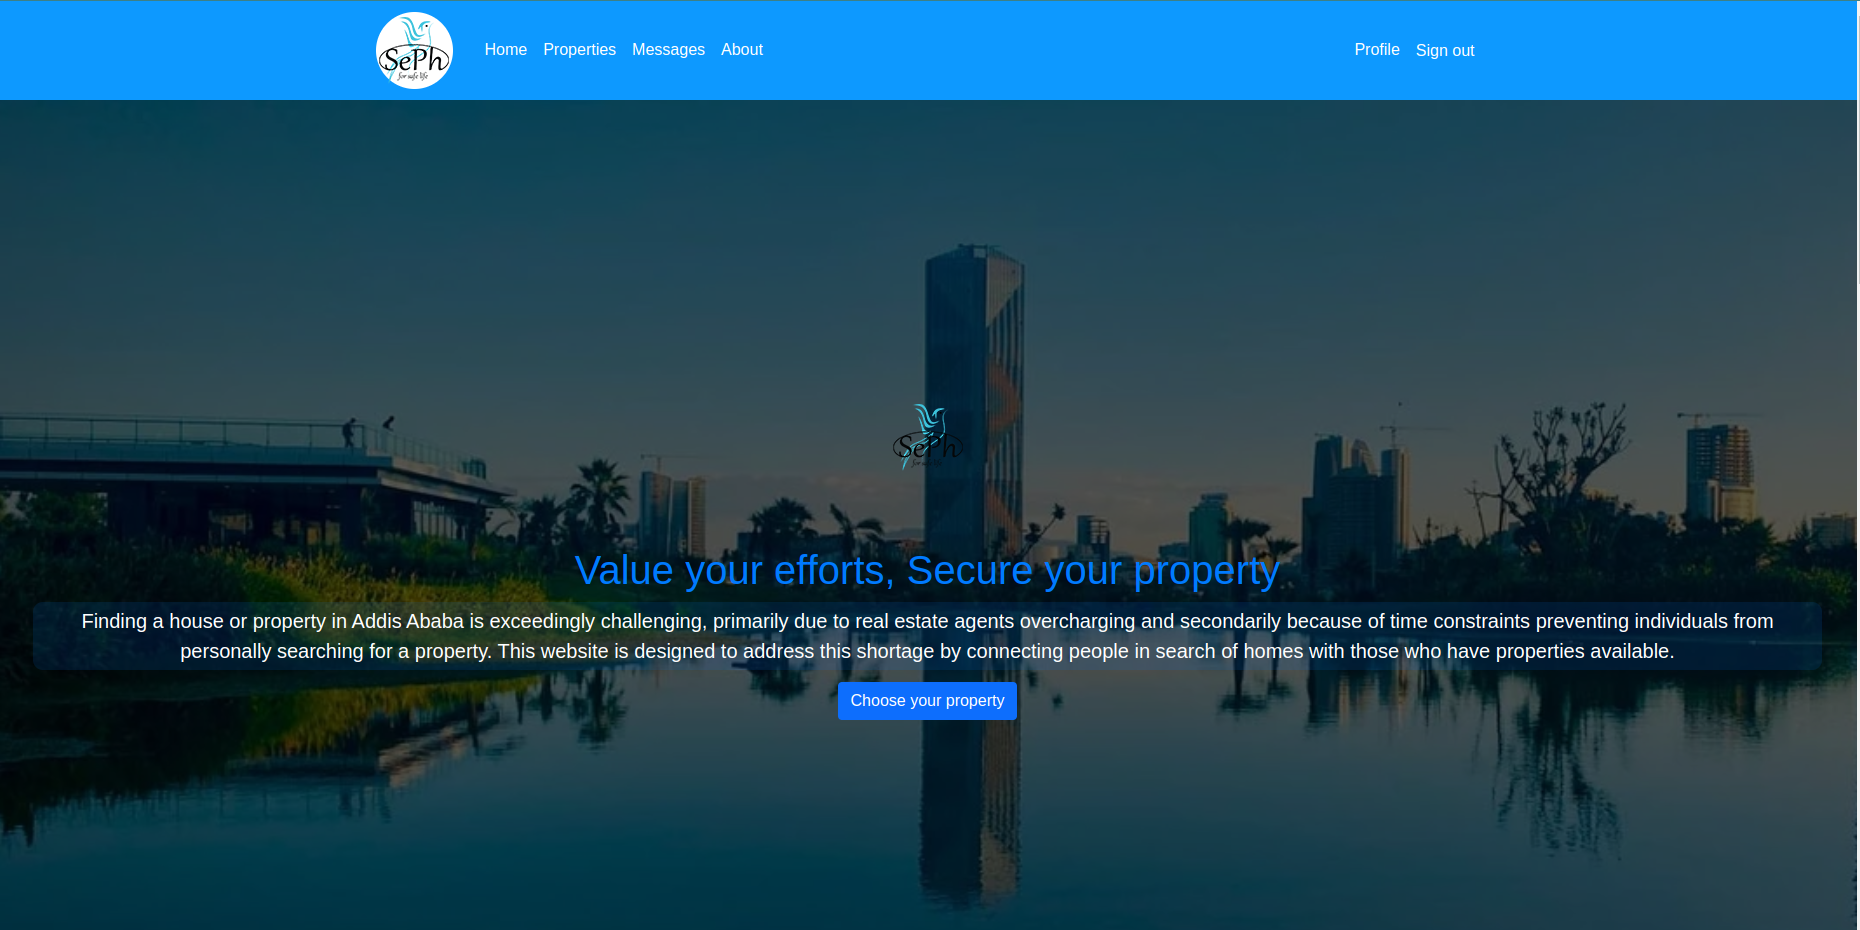 SePh
for safe life
Home Properties Messages About
Profile Sign out
SePh
for safe life
Value your efforts, Secure your property
Finding a house or property in Addis Ababa is exceedingly challenging, primarily due to real estate agents overcharging and secondarily because of time constraints preventing individuals from
personally searching for a property. This website is designed to address this shortage by connecting people in search of homes with those who have properties available.
Choose your property